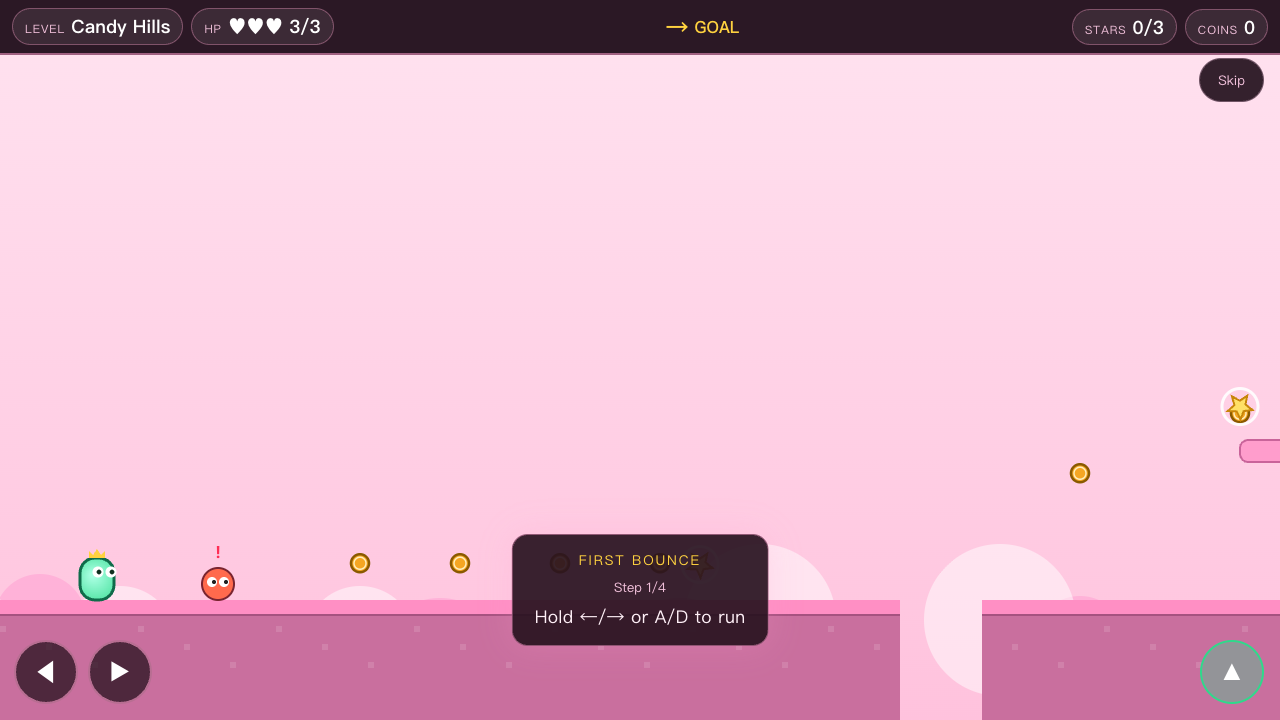 LEVEL Candy Hills
HP ♥♥♥ 3/3
→ GOAL
STARS 0/3
COINS 0
Skip
!
FIRST BOUNCE
Step 1/4
Hold ←/→ or A/D to run